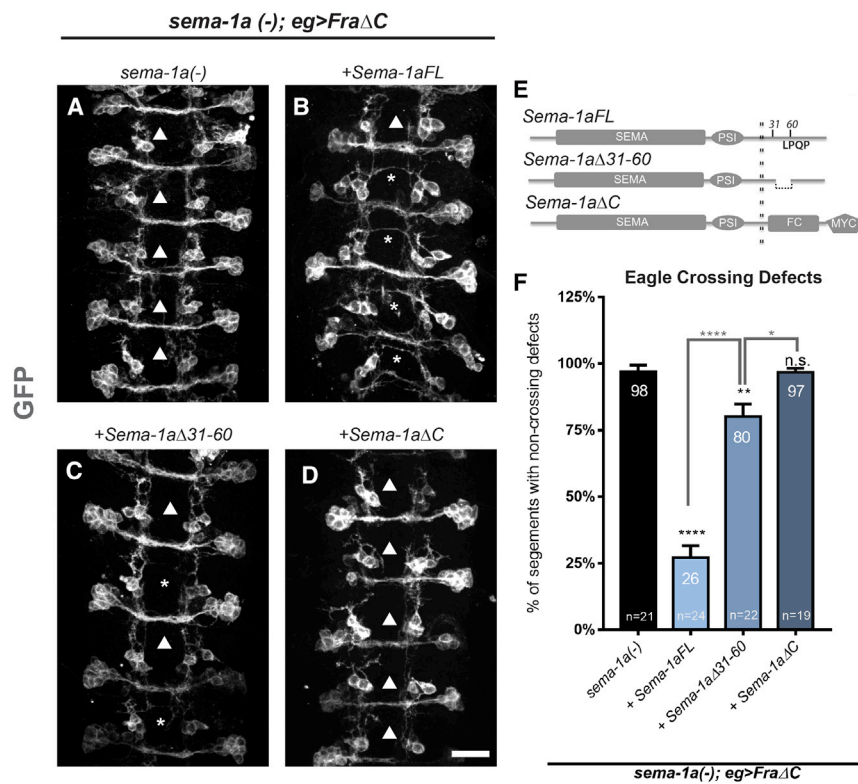 sema-1a (-); eg>FraΔC
sema-1a(-)
+Sema-1aFL
A
B
GFP
+Sema-1aΔ31-60
+Sema-1aΔC
C
D
E
Sema-1aFL
SEMA
PSI
31
60
LPQP
Sema-1aΔ31-60
SEMA
PSI
Sema-1aΔC
SEMA
PSI
FC
MYC
F
Eagle Crossing Defects
% of segements with non-crossing defects
125%
100%
75%
50%
25%
0%
****
*
n.s.
**
****
98
26
80
97
n=21
n=24
n=22
n=19
sema-1a(-)
+ Sema-1aFL
+ Sema-1aΔ31-60
+ Sema-1aΔC
sema-1a(-); eg>FraΔC